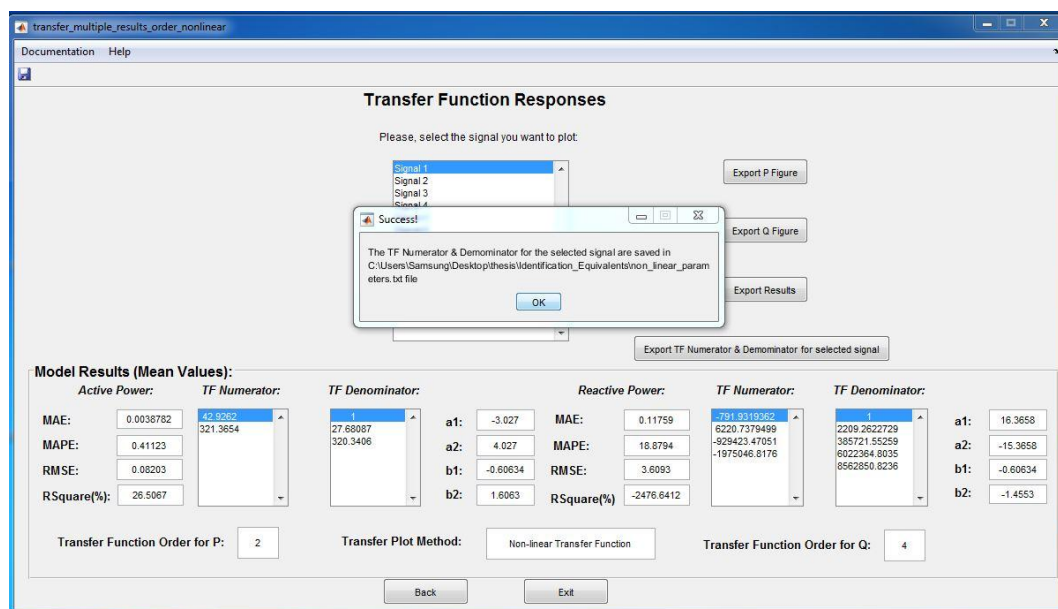 transfer_multiple_results_order_nonlinear
Documentation Help
Transfer Function Responses
Please, select the signal you want to plot:
Signal 1
Signal 2
Signal 3
Signal 4
Export P Figure
Export Q Figure
Export Results
Export TF Numerator & Demominator for selected signal
Success!
The TF Numerator & Demominator for the selected signal are saved in
C:\Users\Samsung\Desktop\thesis\Identification_Equivalents\non_linear_param
eters.txt file
OK
Model Results (Mean Values):
Active Power: TF Numerator: TF Denominator: Reactive Power: TF Numerator: TF Denominator:
MAE: 0.0038782 42.9262 1 a1: -3.027 MAE: 0.11759 -791.9319362 1 a1: 16.3658
321.3654 27.68087 6220.7379499 2209.2622729
MAPE: 0.41123 320.3406 a2: 4.027 MAPE: 18.8794 -929423.47051 385721.55259 a2: -15.3658
-1975046.8176 6022364.8035
RMSE: 0.08203 b1: -0.60634 RMSE: 3.6093 8562850.8236 b1: -0.60634
RSquare(%): 26.5067 b2: 1.6063 RSquare(%) -2476.6412 b2: -1.4553
Transfer Function Order for P: 2 Transfer Plot Method: Non-linear Transfer Function Transfer Function Order for Q: 4
Back Exit